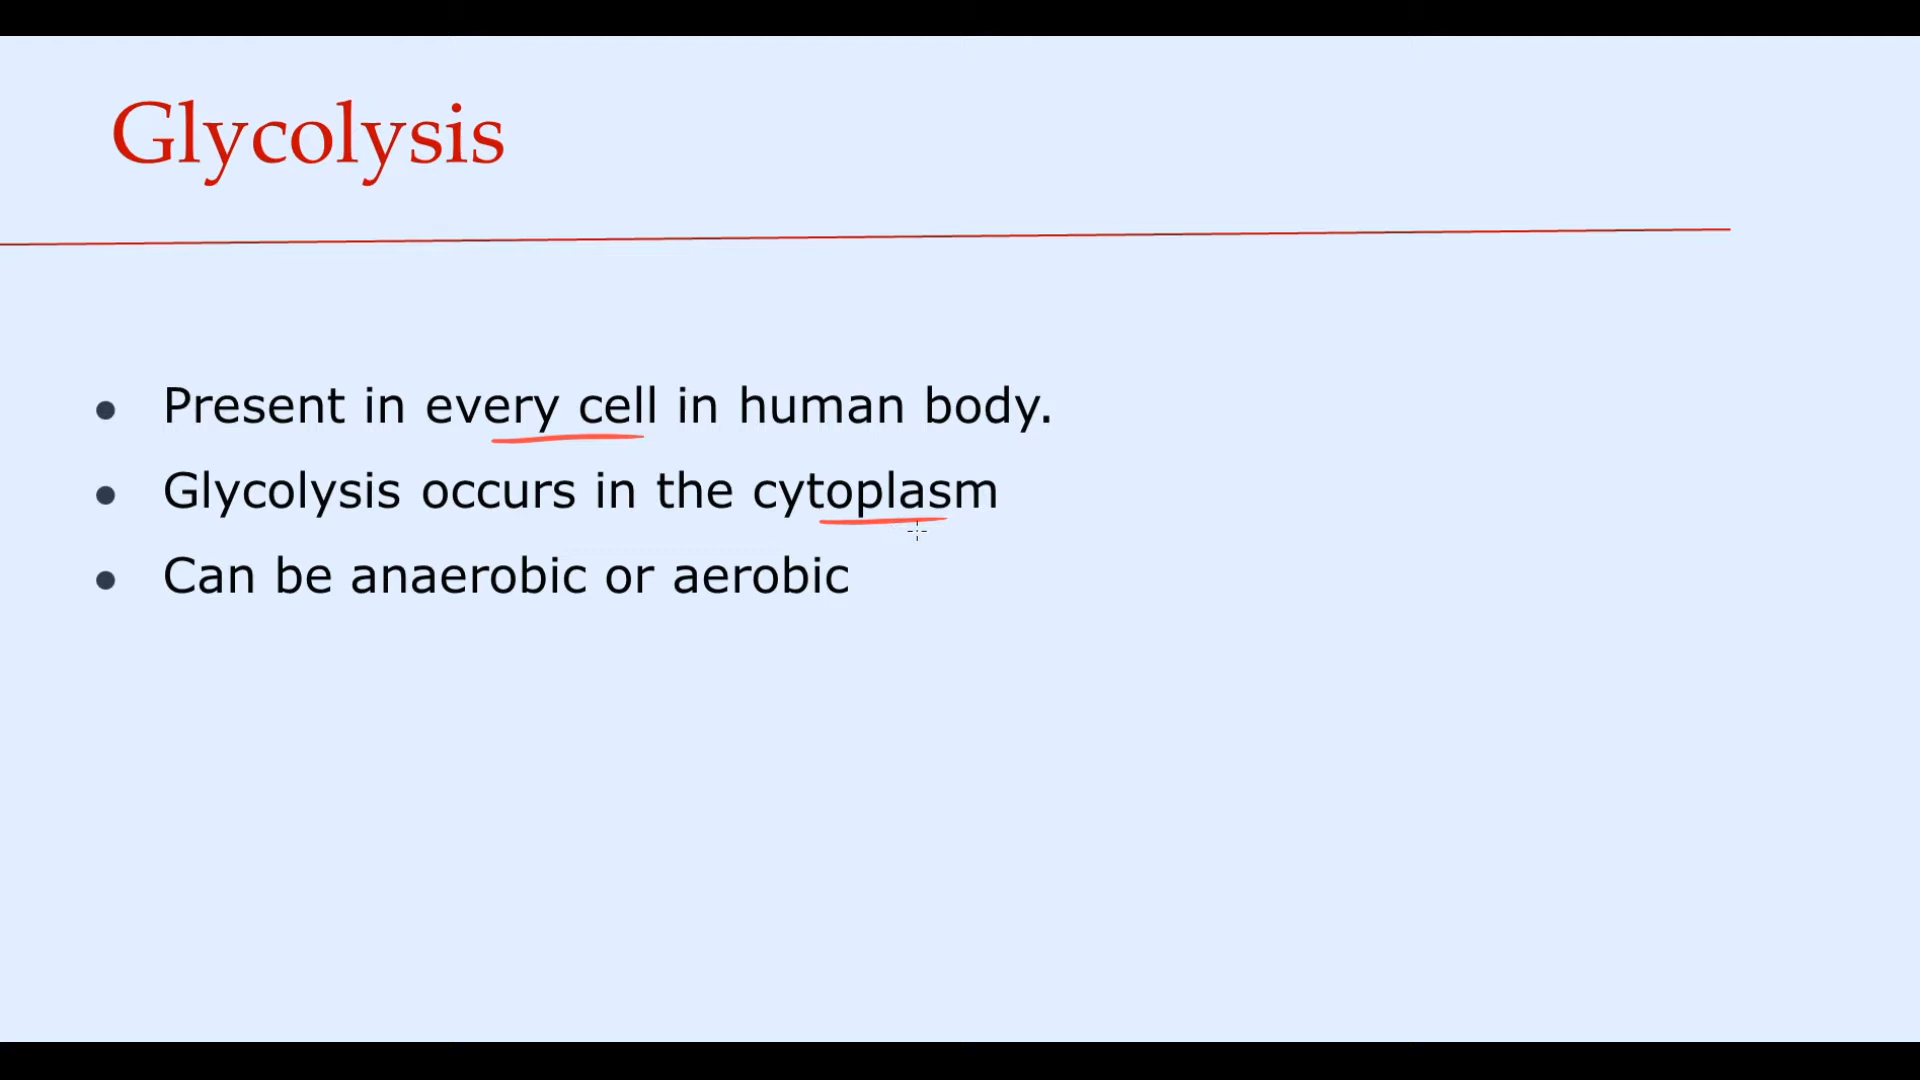 Glycolysis
Present in every cell in human body.
Glycolysis occurs in the cytoplasm
Can be anaerobic or aerobic